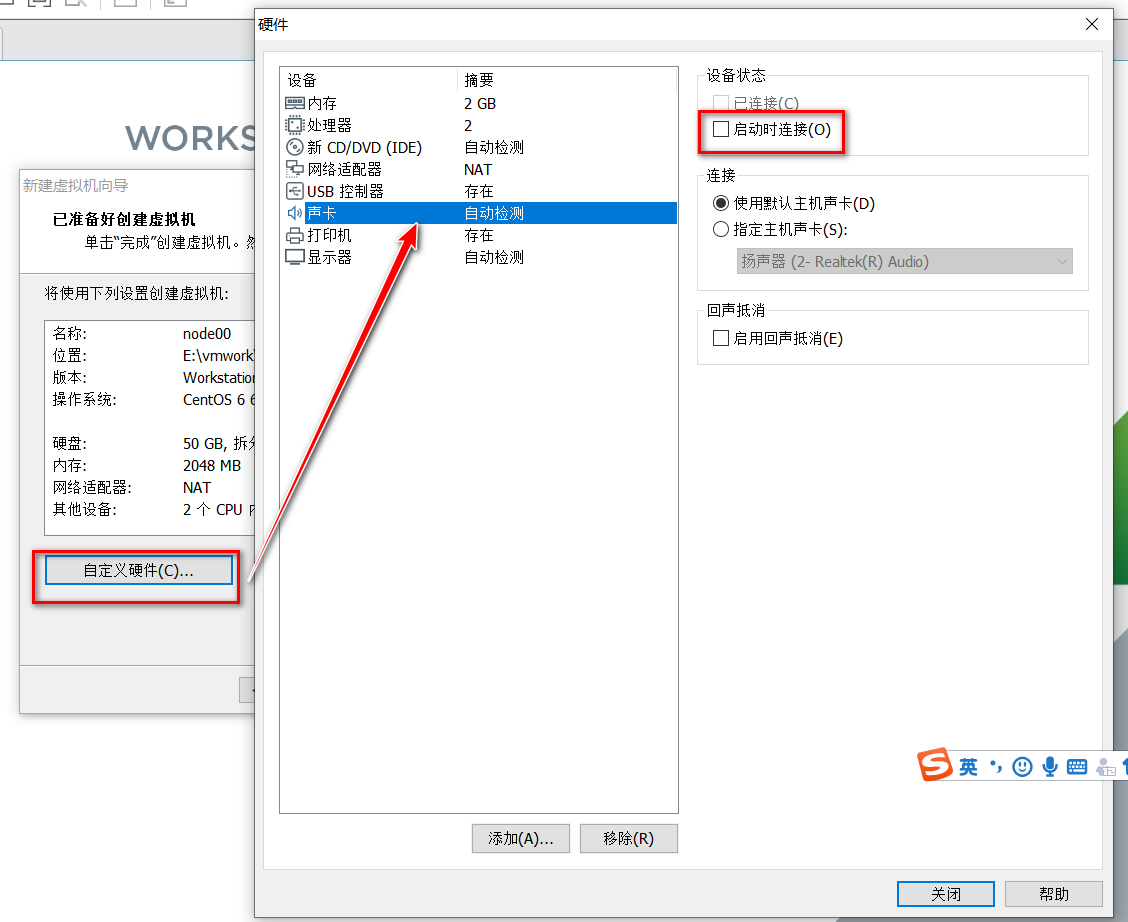 硬件
设备 摘要
内存 2 GB
处理器 2
新 CD/DVD (IDE) 自动检测
网络适配器 NAT
USB 控制器 存在
声卡 自动检测
打印机 存在
显示器 自动检测
添加(A)...
移除(R)
设备状态
已连接(C)
启动时连接(O)
连接
使用默认主机声卡(D)
指定主机声卡(S):
扬声器 (2- Realtek(R) Audio)
回声抵消
启用回声抵消(E)
关闭
帮助
WORKS
新建虚拟机向导
已准备好创建虚拟机
单击“完成”创建虚拟机。然
将使用下列设置创建虚拟机:
名称: node00
位置: E:\vmwork\
版本: Workstation
操作系统: CentOS 6 6
硬盘: 50 GB, 拆分
内存: 2048 MB
网络适配器: NAT
其他设备: 2 个 CPU 内
自定义硬件(C)...
S 英